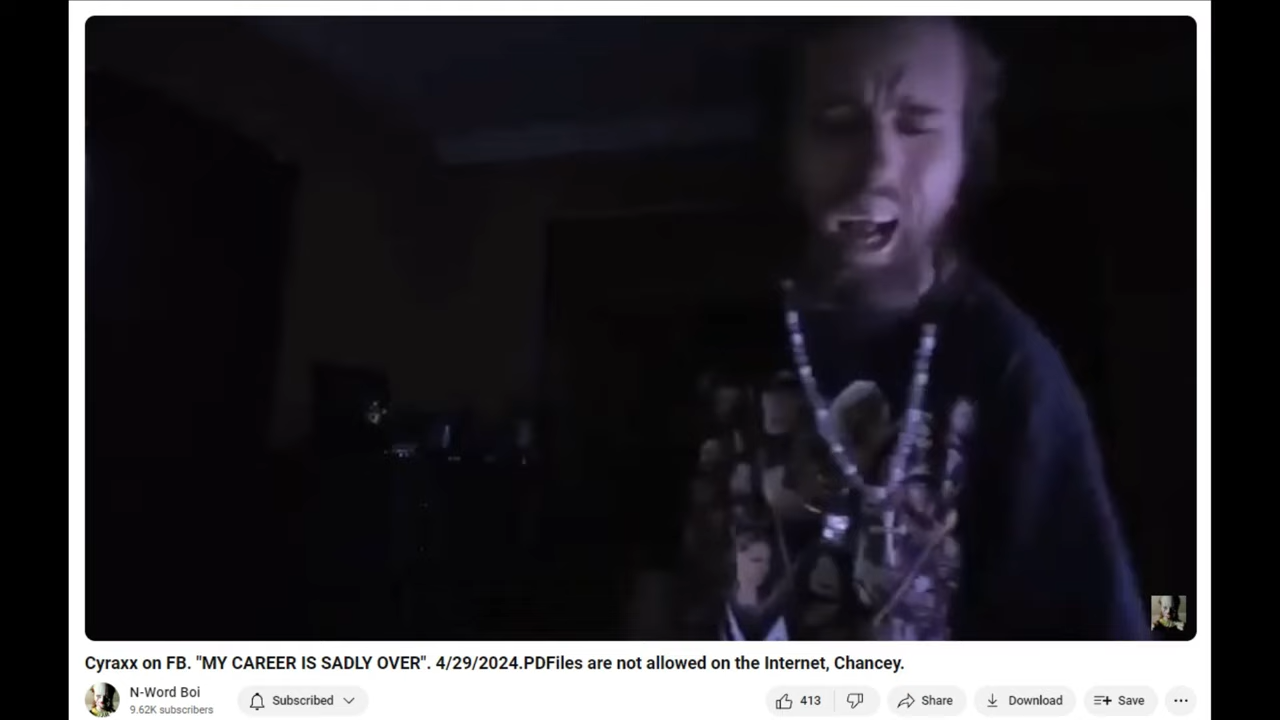 Cyraxx on FB. "MY CAREER IS SADLY OVER". 4/29/2024.PDFiles are not allowed on the Internet, Chancey.
N-Word Boi
9.62K subscribers
Subscribed
413
Share
Download
Save